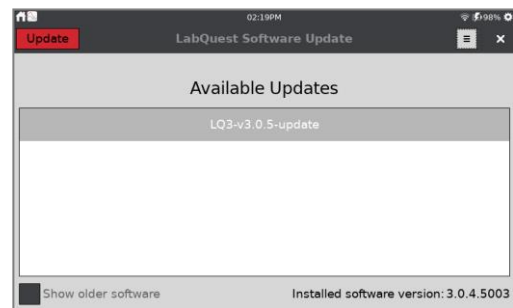 02:19PM
98%
Update
LabQuest Software Update
Available Updates
LQ3-v3.0.5-update
Show older software
Installed software version: 3.0.4.5003